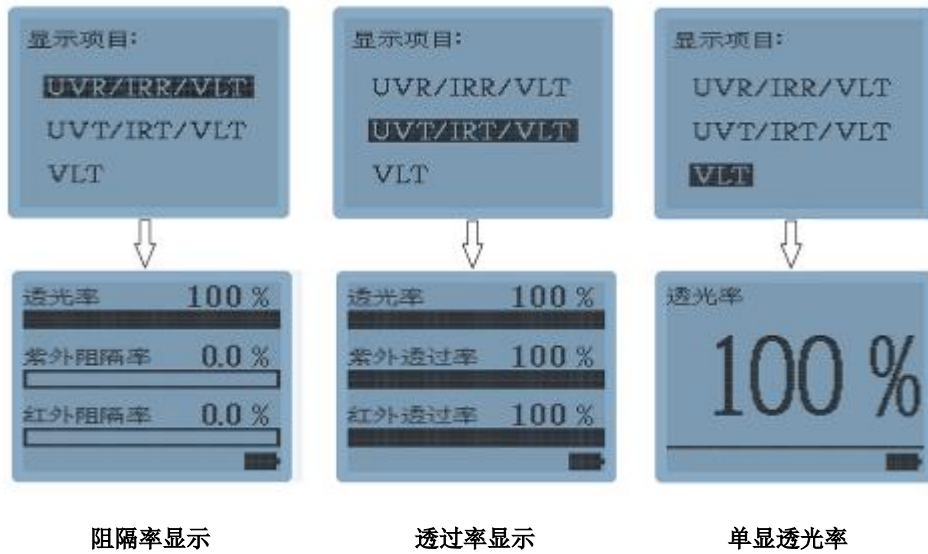 显示项目:
UVR/IRR/VLT
UVT/IRT/VLT
VLT
显示项目:
UVR/IRR/VLT
UVT/IRT/VLT
VLT
显示项目:
UVR/IRR/VLT
UVT/IRT/VLT
VLT
透光率 100 %
紫外阻隔率 0.0 %
红外阻隔率 0.0 %
透光率 100 %
紫外透过率 100 %
红外透过率 100 %
透光率
100 %
阻隔率显示
透过率显示
单显透光率